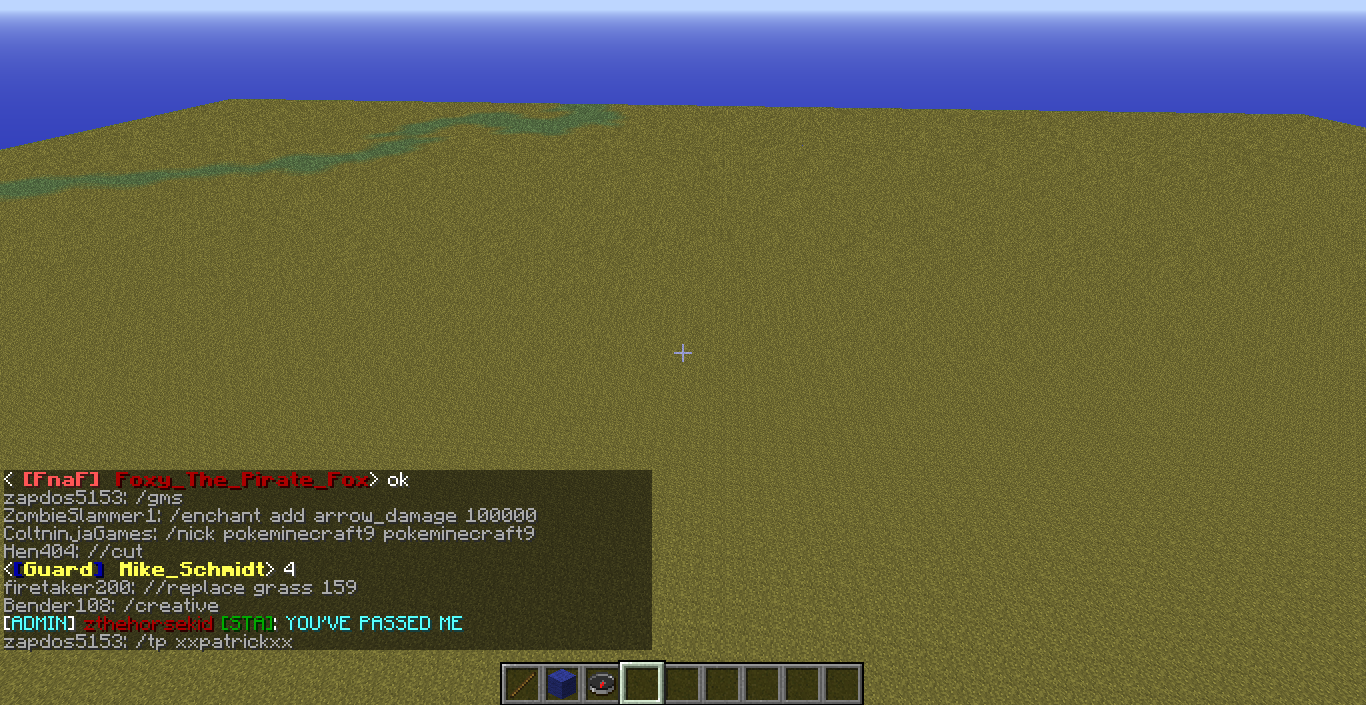 < [FnaF] Foxy_The_Pirate_Fox> ok
zapdos5153: /gms
ZombieSlammer1: /enchant add arrow_damage 100000
ColtninjaGames: /nick pokeminecraft9 pokeminecraft9
Hen404: //cut
<[Guard] Mike_Schmidt> 4
firetaker200: //replace grass 159
Bender108: /creative
[ADMIN] zthehorsekid [STA]: YOU'VE PASSED ME
zapdos5153: /tp xxpatrickxx